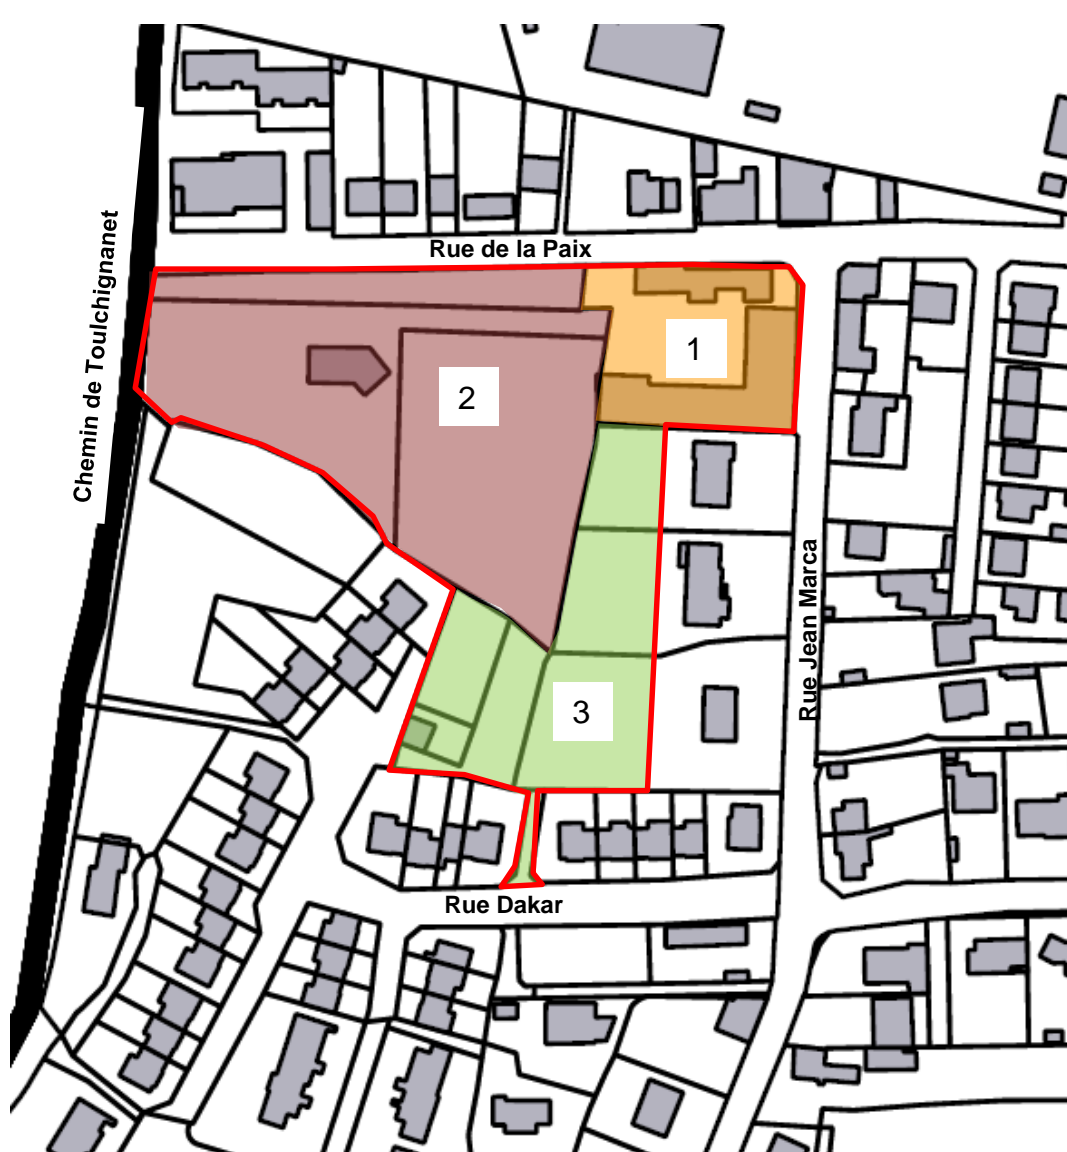 Rue de la Paix
Chemin de Toulchignanet
1
2
Rue Jean Marca
3
Rue Dakar